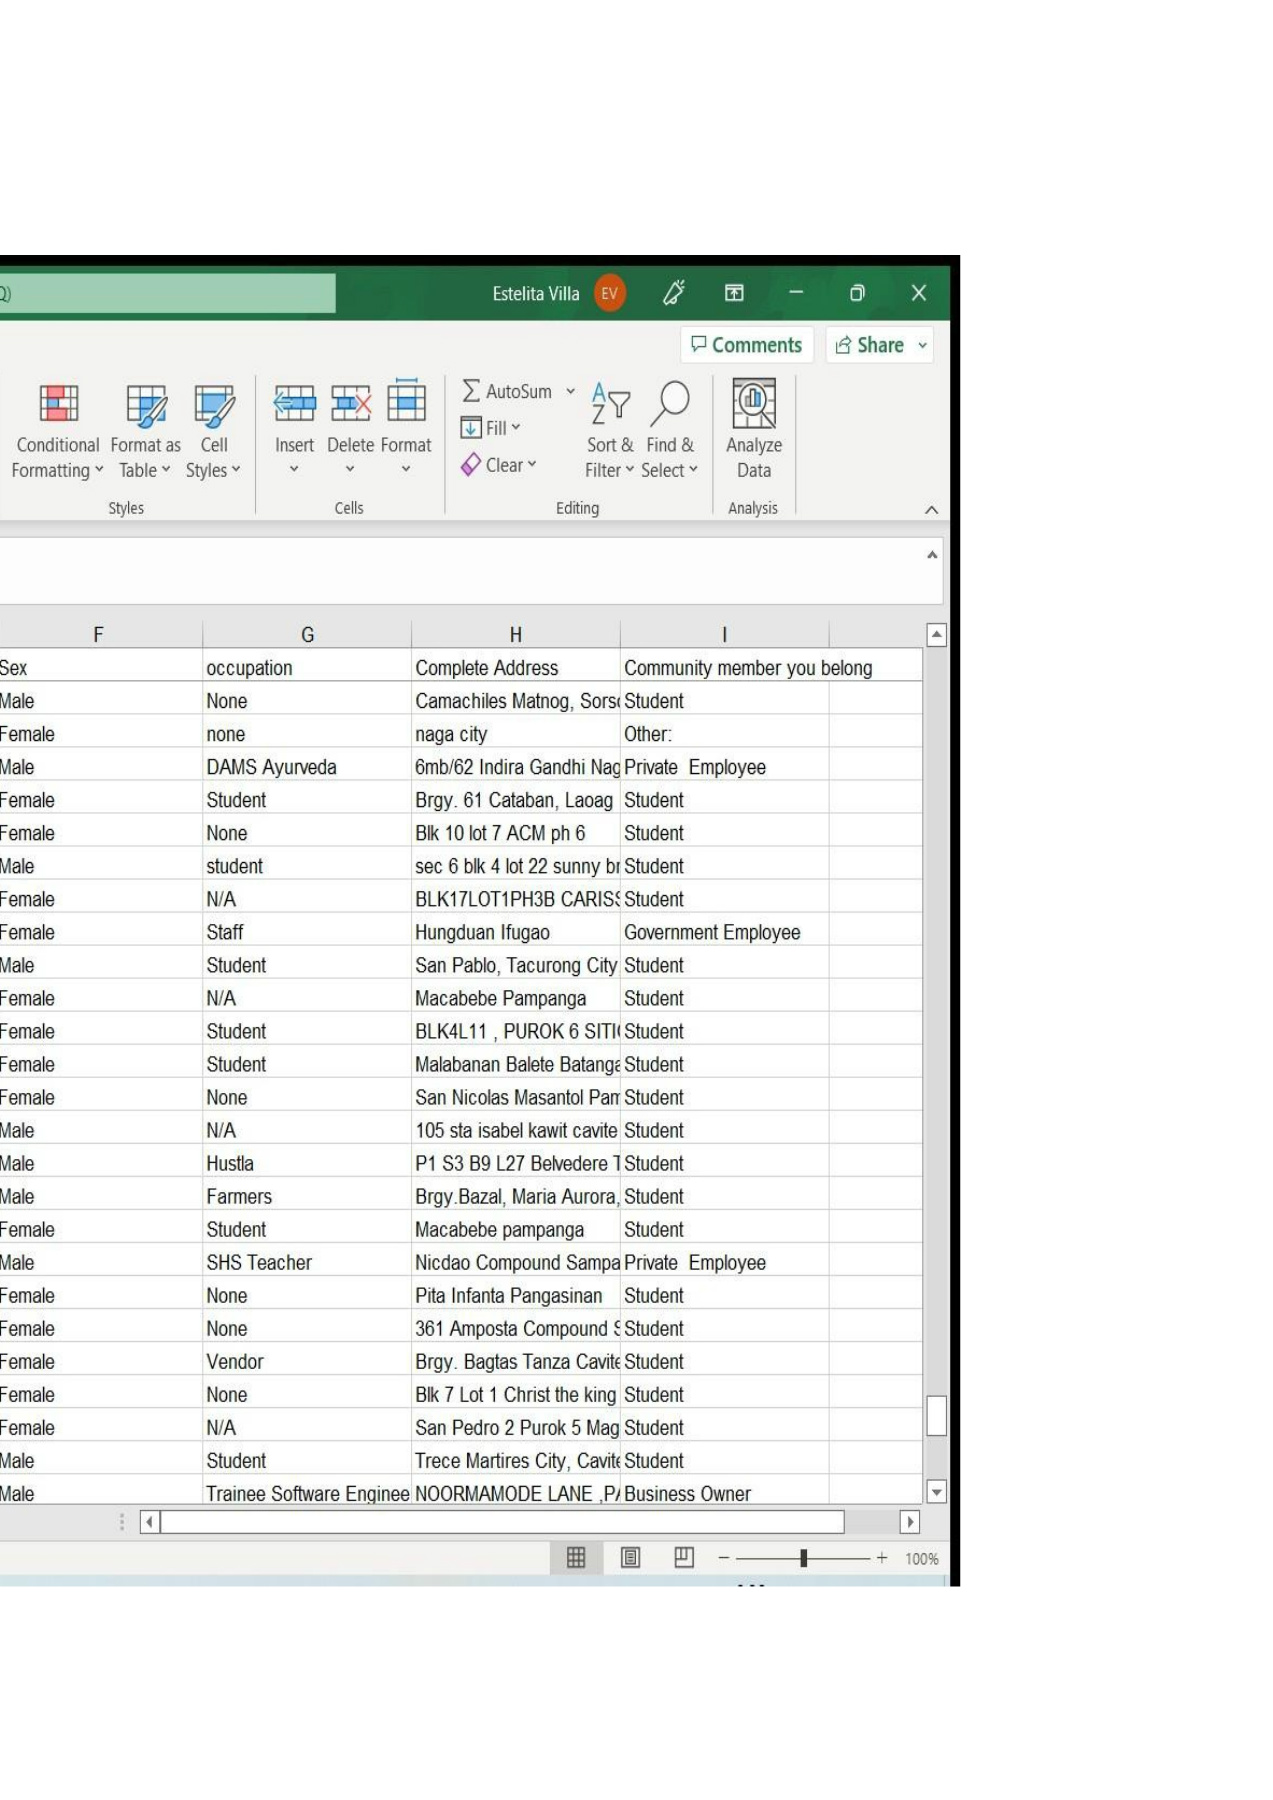 Estelita Villa EV
Comments Share
Conditional Formatting Format as Table Cell Styles Insert Delete Format AutoSum Fill Clear Sort & Filter Find & Select Analyze Data
Styles Cells Editing Analysis
F G H I
Sex occupation Complete Address Community member you belong
Male None Camachiles Matnog, Student
Female none naga city Other:
Male DAMS Ayurveda 6mb/62 Indira Gandhi Nag Private Employee
Female Student Brgy. 61 Cataban, Laoag Student
Female None Blk 10 lot 7 ACM ph 6 Student
Male student sec 6 blk 4 lot 22 sunny Student
Female N/A BLK17LOT1PH3B Student
Female Staff Hungduan Ifugao Government Employee
Male Student San Pablo, Tacurong City Student
Female N/A Macabebe Pampanga Student
Female Student BLK4L11 , PUROK 6 Student
Female Student Malabanan Balete Student
Female None San Nicolas Masantol Student
Male N/A 105 sta isabel kawit cavite Student
Male Hustla P1 S3 B9 L27 Belvedere Student
Male Farmers Brgy.Bazal, Maria Aurora, Student
Female Student Macabebe pampanga Student
Male SHS Teacher Nicdao Compound Sampa Private Employee
Female None Pita Infanta Pangasinan Student
Female None 361 Amposta Compound Student
Female Vendor Brgy. Bagtas Tanza Cavite Student
Female None Blk 7 Lot 1 Christ the king Student
Female N/A San Pedro 2 Purok 5 Mag Student
Male Student Trece Martires City, Cavite Student
Male Trainee Software Enginee NOORMAMODE LANE , Business Owner
100%